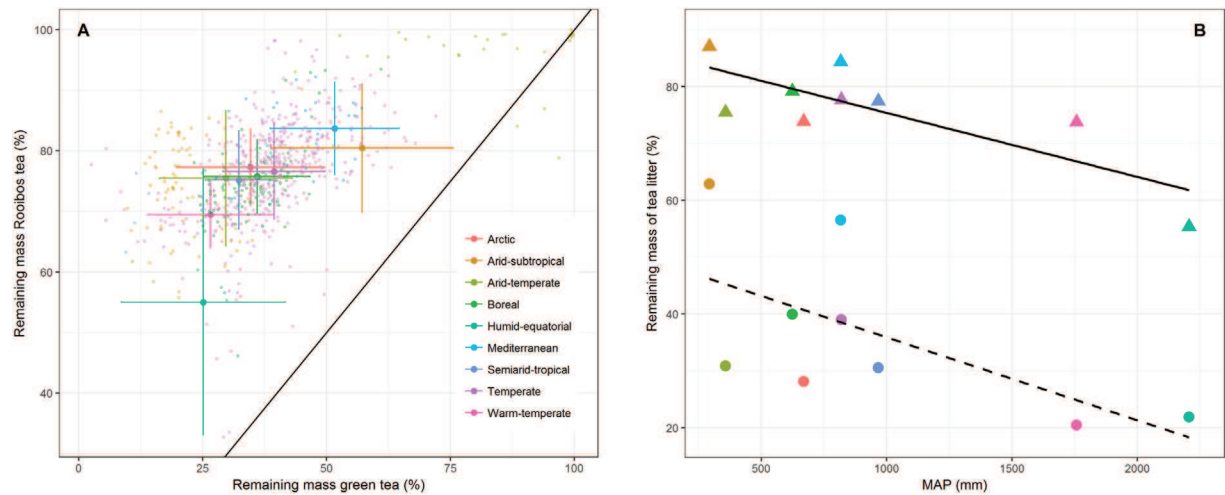 A
100
80
60
40
Remaining mass Rooibos tea (%)
0
25
50
75
100
Remaining mass green tea (%)
Arctic
Arid-subtropical
Arid-temperate
Boreal
Humid-equatorial
Mediterranean
Semiarid-tropical
Temperate
Warm-temperate
B
80
60
40
20
Remaining mass of tea litter (%)
500
1000
1500
2000
MAP (mm)